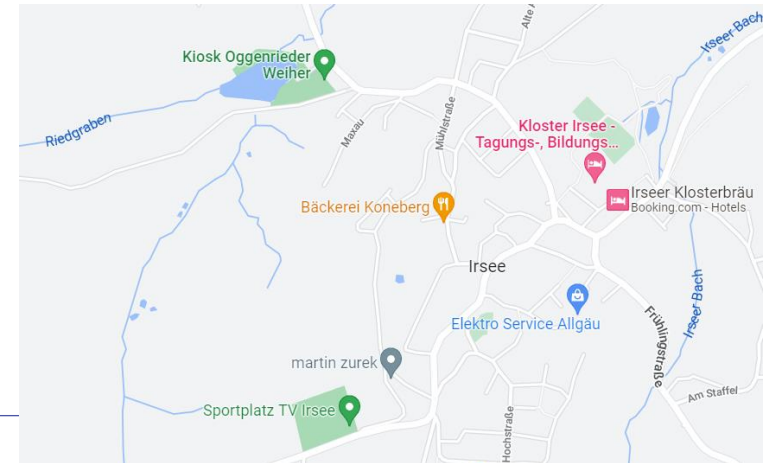 Alte
Irseer Bach
Kiosk Oggenrieder
Weiher
Riedgraben
Maxau
Mühlstraße
Kloster Irsee -
Tagungs-, Bildungs...
Irseer Klosterbräu
Booking.com - Hotels
Bäckerei Koneberg
Irsee
Elektro Service Allgäu
Irseer Bach
Frühlingstraße
martin zurek
Am Staffel
Sportplatz TV Irsee
Hochstraße